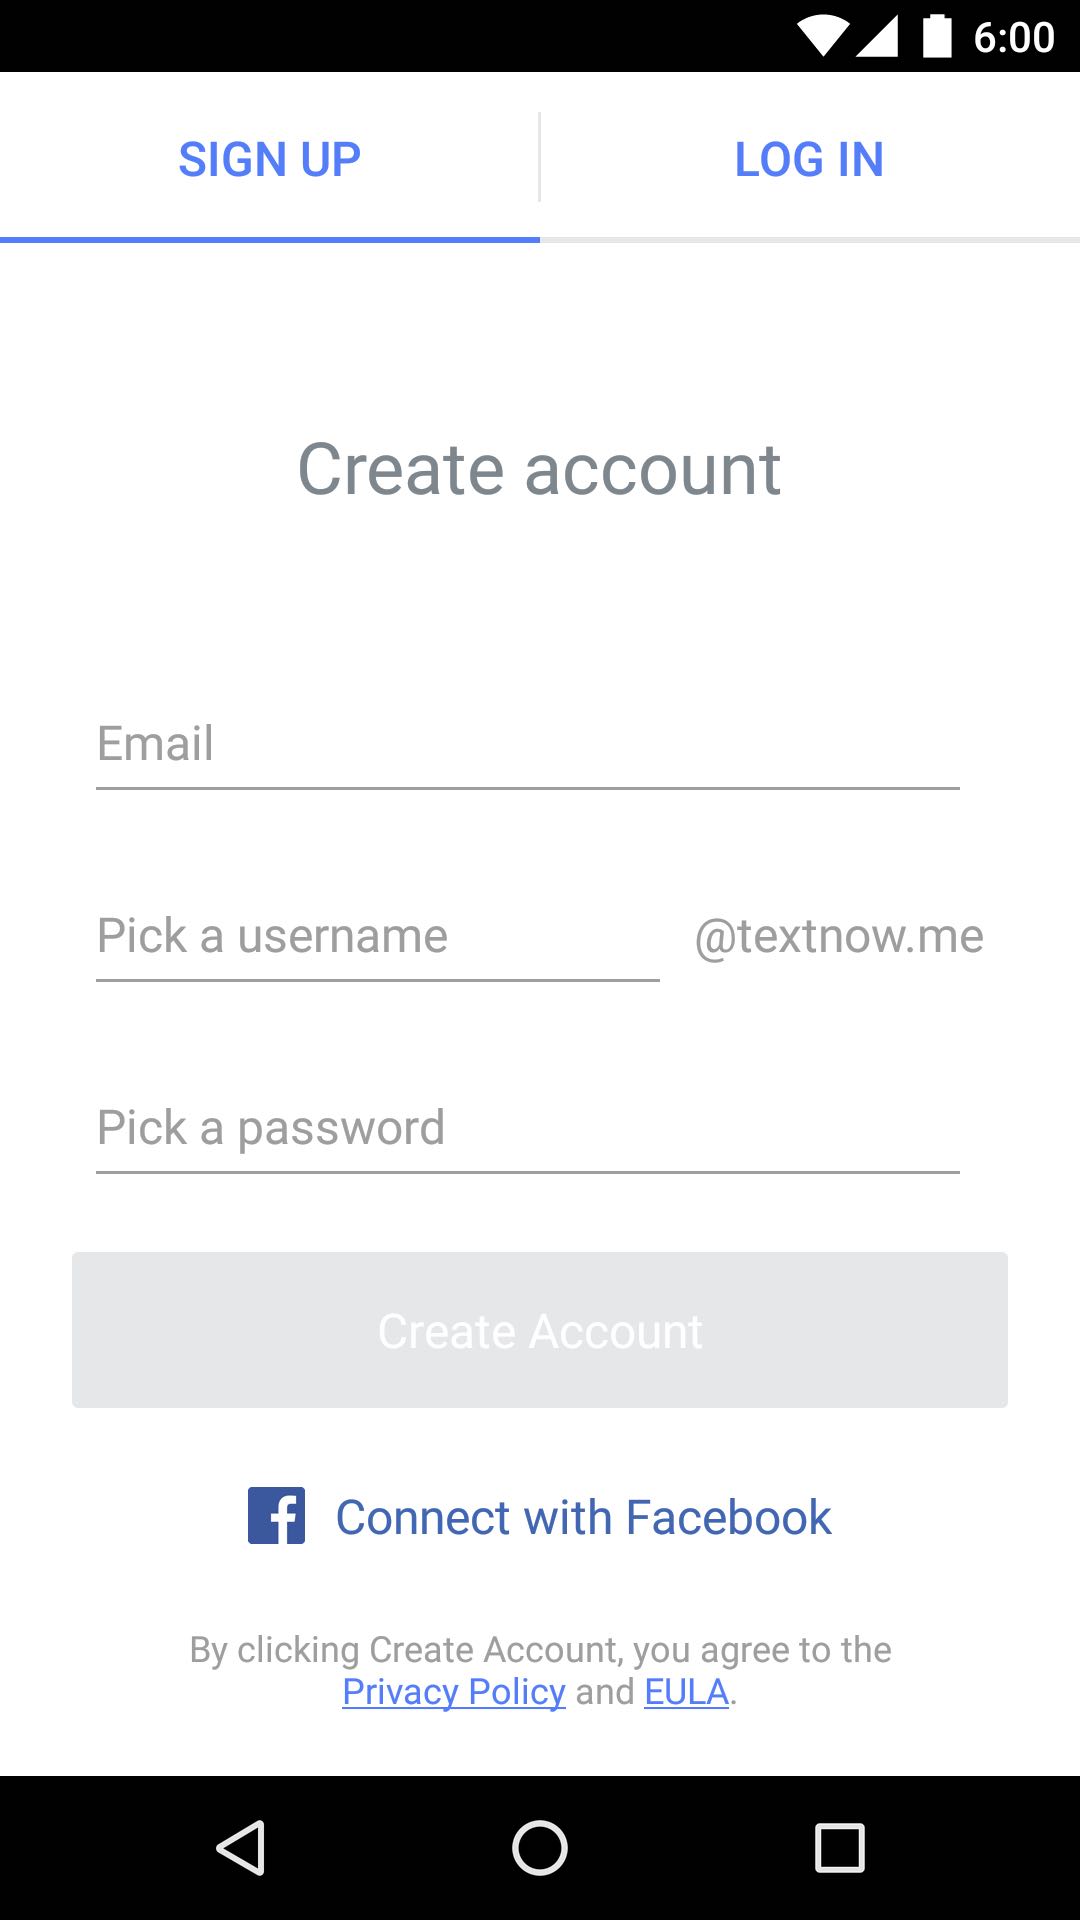 6:00
SIGN UP
LOG IN
Create account
Email
Pick a username
@textnow.me
Pick a password
Create Account
Connect with Facebook
By clicking Create Account, you agree to the
Privacy Policy and EULA.